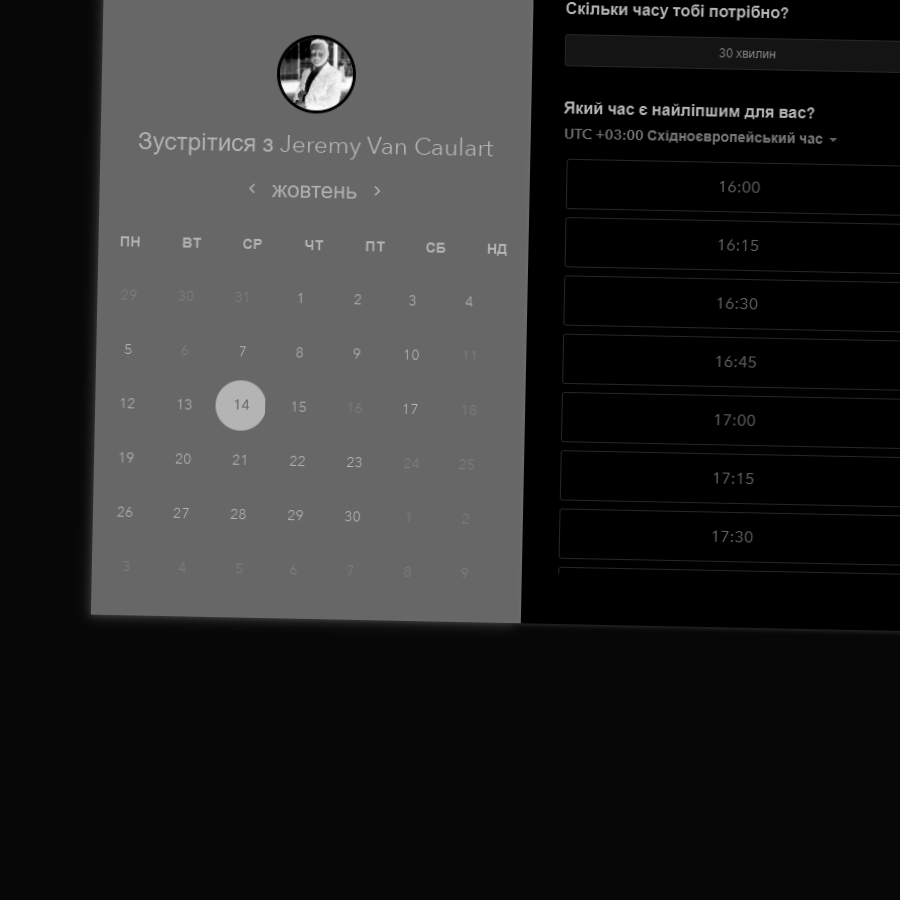 Зустрітися з Jeremy Van Caulart
‹ жовтень ›
ПН ВТ СР ЧТ ПТ СБ НД
29 30 31 1 2 3 4
5 6 7 8 9 10 11
12 13 14 15 16 17 18
19 20 21 22 23 24 25
26 27 28 29 30 1 2
3 4 5 6 7 8 9
Скільки часу тобі потрібно?
30 хвилин
Який час є найліпшим для вас?
UTC +03:00 Східноєвропейський час
16:00
16:15
16:30
16:45
17:00
17:15
17:30